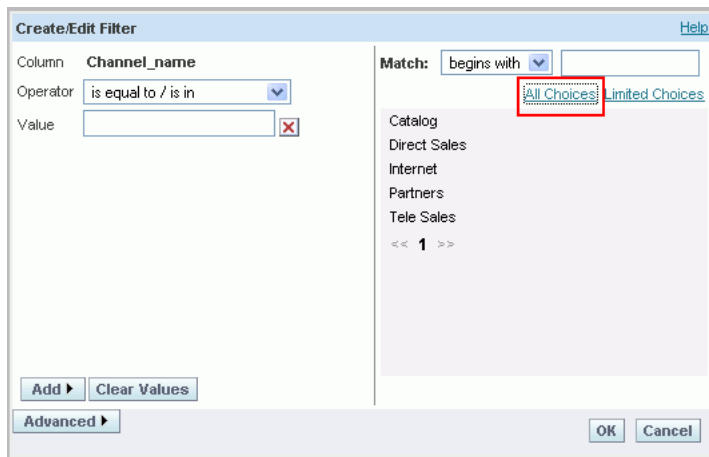 Create/Edit Filter Help
Column Channel_name
Operator is equal to / is in
Value
Match: begins with
All Choices Limited Choices
Catalog
Direct Sales
Internet
Partners
Tele Sales
<< 1 >>
Add Clear Values
Advanced
OK Cancel